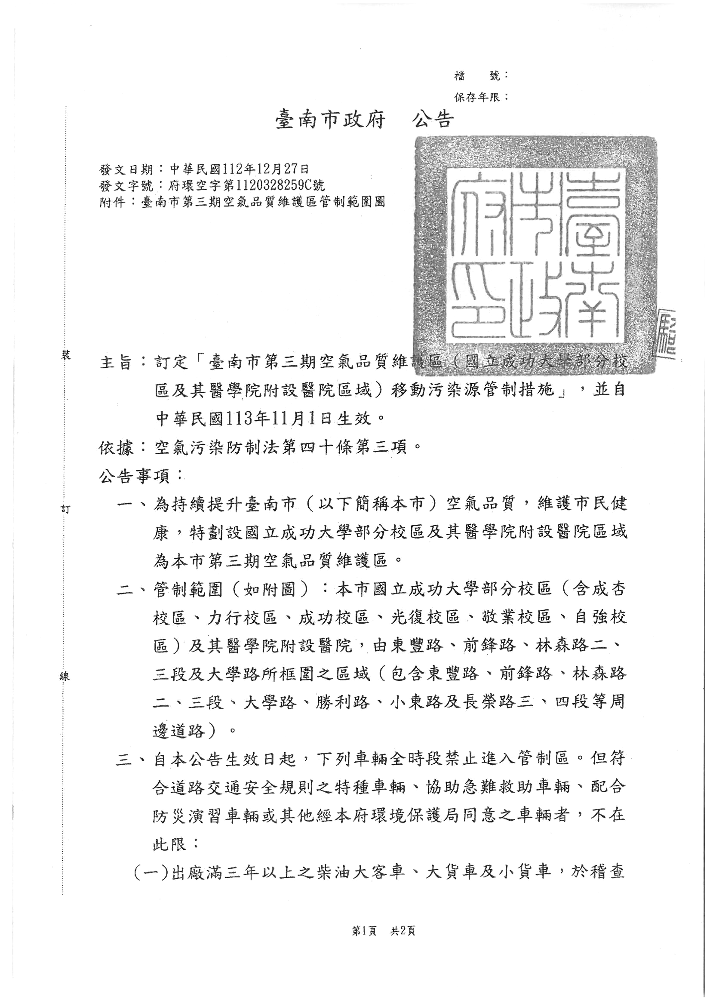 檔　　號：
保存年限：
臺南市政府　公告
發文日期：中華民國112年12月27日
發文字號：府環空字第1120328259C號
附件：臺南市第三期空氣品質維護區管制範圍圖
臺南市政府印
主旨：訂定「臺南市第三期空氣品質維護區（國立成功大學部分校
區及其醫學院附設醫院區域）移動污染源管制措施」，並自
中華民國113年11月1日生效。
依據：空氣污染防制法第四十條第三項。
公告事項：
一、為持續提升臺南市（以下簡稱本市）空氣品質，維護市民健
康，特劃設國立成功大學部分校區及其醫學院附設醫院區域
為本市第三期空氣品質維護區。
二、管制範圍（如附圖）：本市國立成功大學部分校區（含成杏
校區、力行校區、成功校區、光復校區、敬業校區、自強校
區）及其醫學院附設醫院，由東豐路、前鋒路、林森路二、
三段及大學路所框圍之區域（包含東豐路、前鋒路、林森路
二、三段、大學路、勝利路、小東路及長榮路三、四段等周
邊道路）。
三、自本公告生效日起，下列車輛全時段禁止進入管制區。但符
合道路交通安全規則之特種車輛、協助急難救助車輛、配合
防災演習車輛或其他經本府環境保護局同意之車輛者，不在
此限：
(一)出廠滿三年以上之柴油大客車、大貨車及小貨車，於稽查
裝
訂
線
第1頁　共2頁